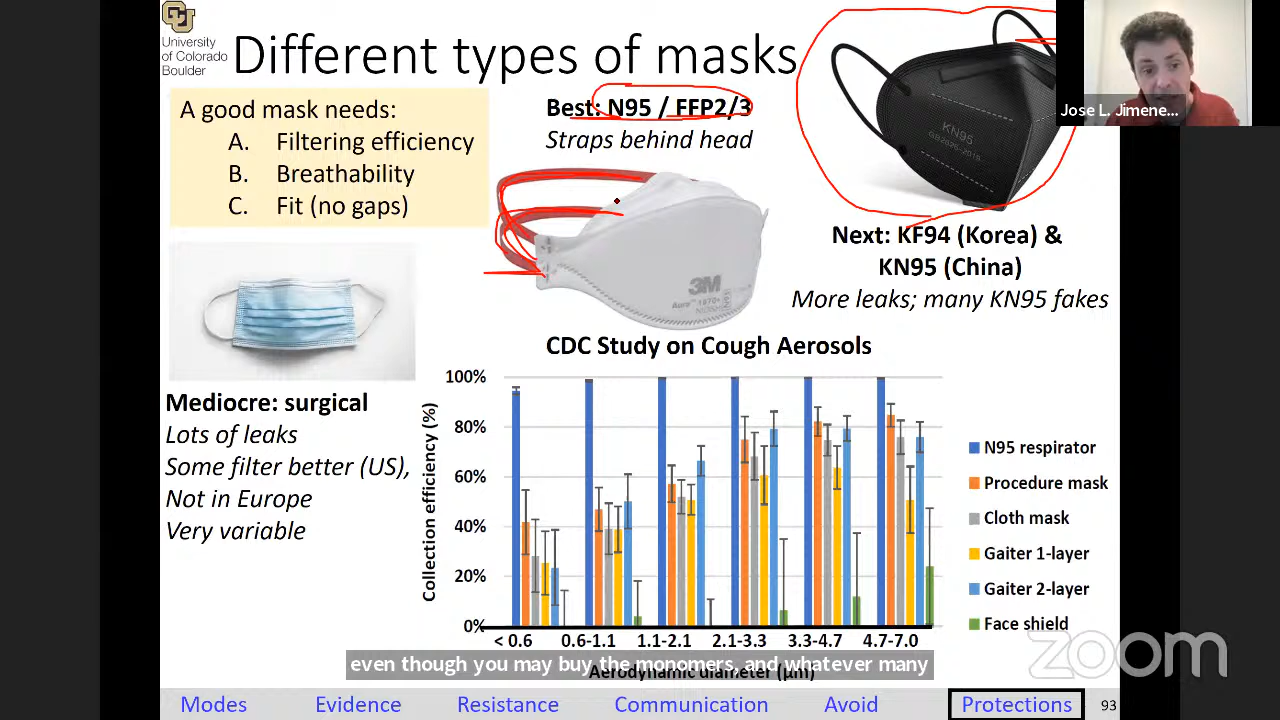 University
of Colorado
Boulder
Different types of masks
A good mask needs:
A. Filtering efficiency
B. Breathability
C. Fit (no gaps)
Best: N95 / FFP2/3
Straps behind head
3M
Aura™ 1870+
KN95
GB2626-2019
Jose L. Jimene...
Next: KF94 (Korea) &
KN95 (China)
More leaks; many KN95 fakes
Mediocre: surgical
Lots of leaks
Some filter better (US),
Not in Europe
Very variable
CDC Study on Cough Aerosols
Collection efficiency (%)
100%
80%
60%
40%
20%
0%
< 0.6 0.6-1.1 1.1-2.1 2.1-3.3 3.3-4.7 4.7-7.0
Aerodynamic diameter (µm)
N95 respirator
Procedure mask
Cloth mask
Gaiter 1-layer
Gaiter 2-layer
Face shield
even though you may buy the monomers, and whatever many
zoom
Modes Evidence Resistance Communication Avoid Protections 93